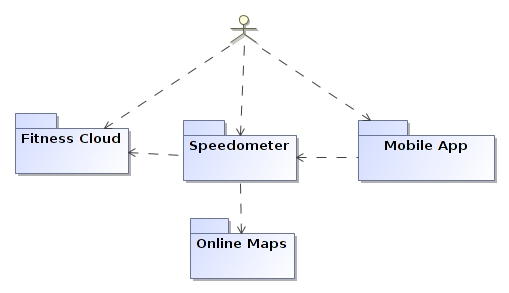 Fitness Cloud
Speedometer
Mobile App
Online Maps